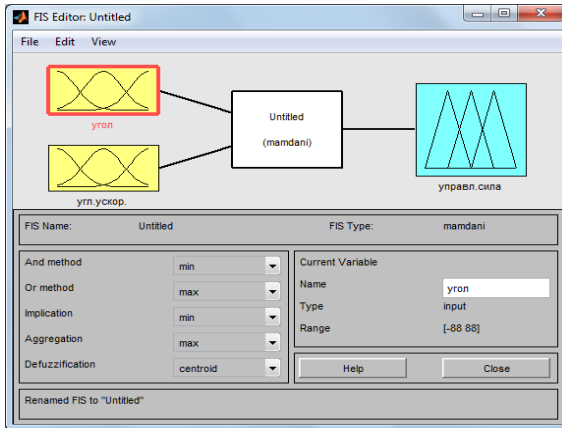 FIS Editor: Untitled
File Edit View
угол
угл.ускор.
Untitled
(mamdani)
управл.сила
FIS Name: Untitled FIS Type: mamdani
And method min
Or method max
Implication min
Aggregation max
Defuzzification centroid
Current Variable
Name угол
Type input
Range [-88 88]
Help Close
Renamed FIS to "Untitled"